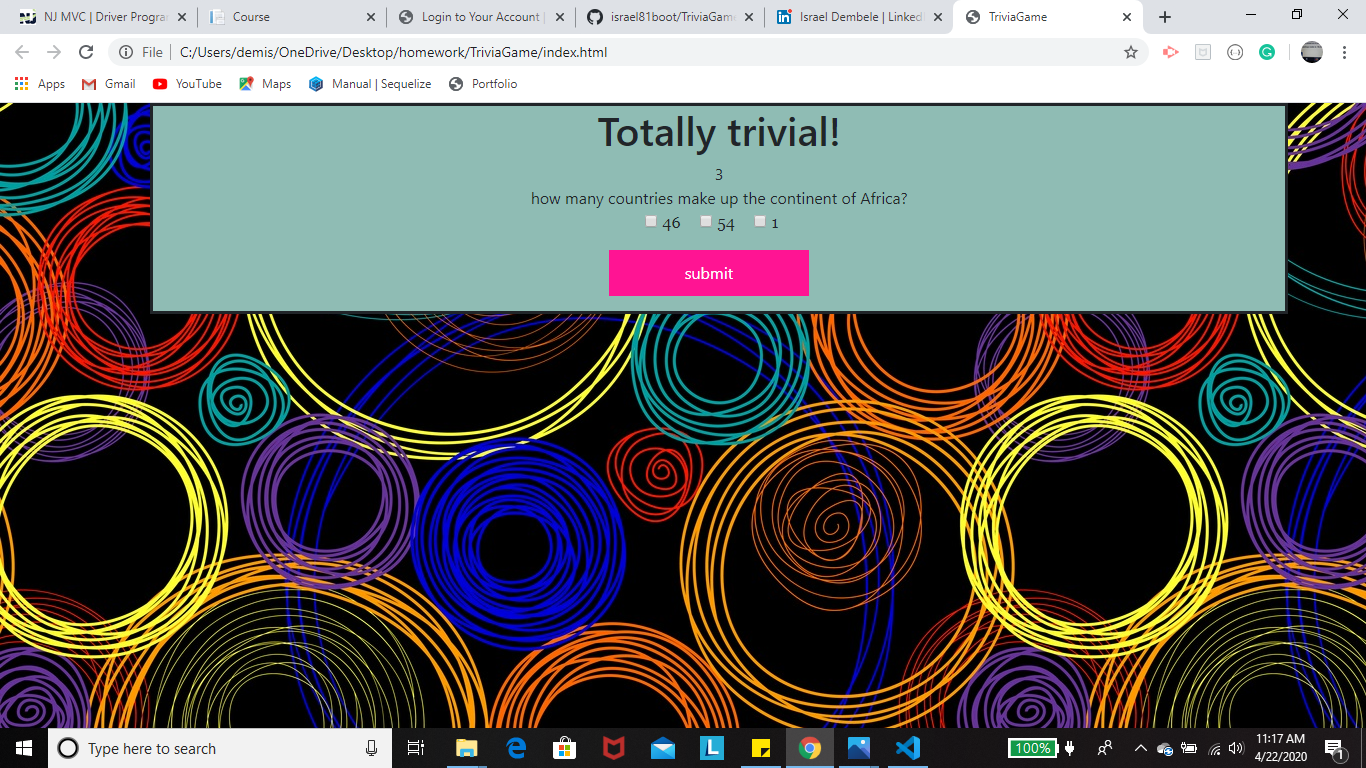 NJ MVC | Driver Progra
Course
Login to Your Account |
israel81boot/TriviaGam
Israel Dembele | Linked
TriviaGame
File | C:/Users/demis/OneDrive/Desktop/homework/TriviaGame/index.html
Apps Gmail YouTube Maps Manual | Sequelize Portfolio
Totally trivial!
3
how many countries make up the continent of Africa?
46 54 1
submit
Type here to search
100%
11:17 AM
4/22/2020
1